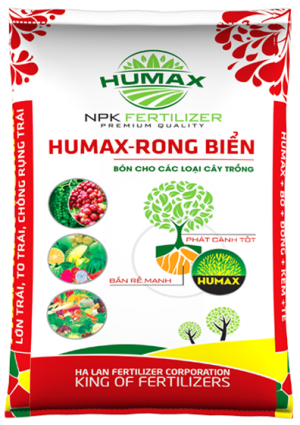 HUMAX
NPK FERTILIZER
PREMIUM QUALITY
HUMAX-RONG BIỂN
BÓN CHO CÁC LOẠI CÂY TRỒNG
LỚN TRÁI, TO TRÁI, CHỐNG RỤNG TRÁI
HUMAX + BO + ĐỒNG + KẼM +TE
PHÁT CÀNH TỐT
BẤN RỄ MẠNH
HUMAX
HA LAN FERTILIZER CORPORATION
KING OF FERTILIZERS